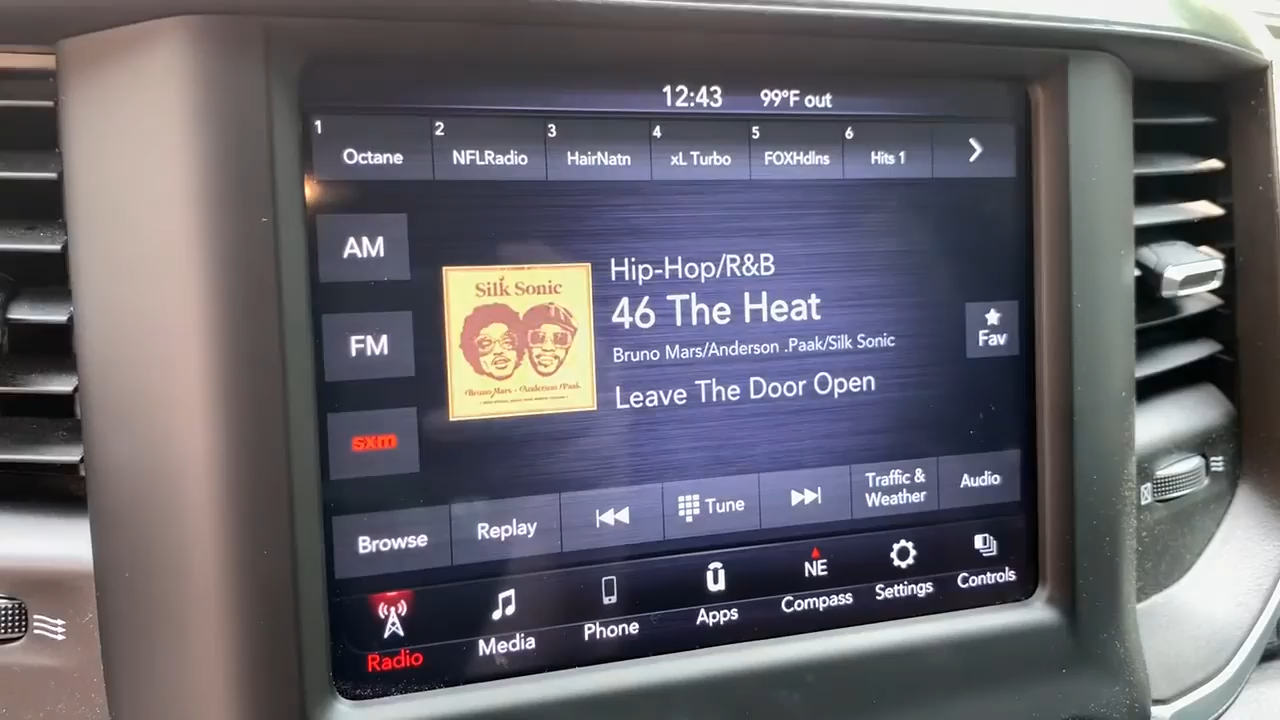 12:43 99°F out
1 2 3 4 5 6
Octane NFLRadio HairNatn xL Turbo FOXHdlns Hits 1
AM
FM
sxm
Silk Sonic
Bruno Mars · Anderson .Paak
Hip-Hop/R&B
46 The Heat
Bruno Mars/Anderson .Paak/Silk Sonic
Leave The Door Open
Fav
Browse Replay Tune Traffic & Weather Audio
NE
Radio Media Phone Apps Compass Settings Controls